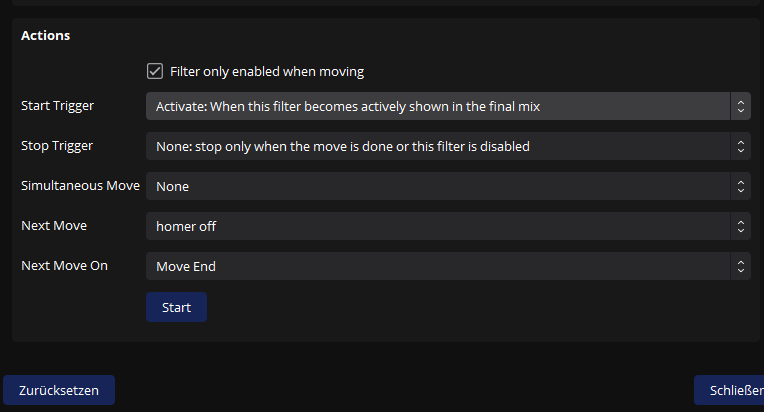 Actions
Filter only enabled when moving
Start Trigger Activate: When this filter becomes actively shown in the final mix
Stop Trigger None: stop only when the move is done or this filter is disabled
Simultaneous Move None
Next Move homer off
Next Move On Move End
Start
Zurücksetzen Schließen